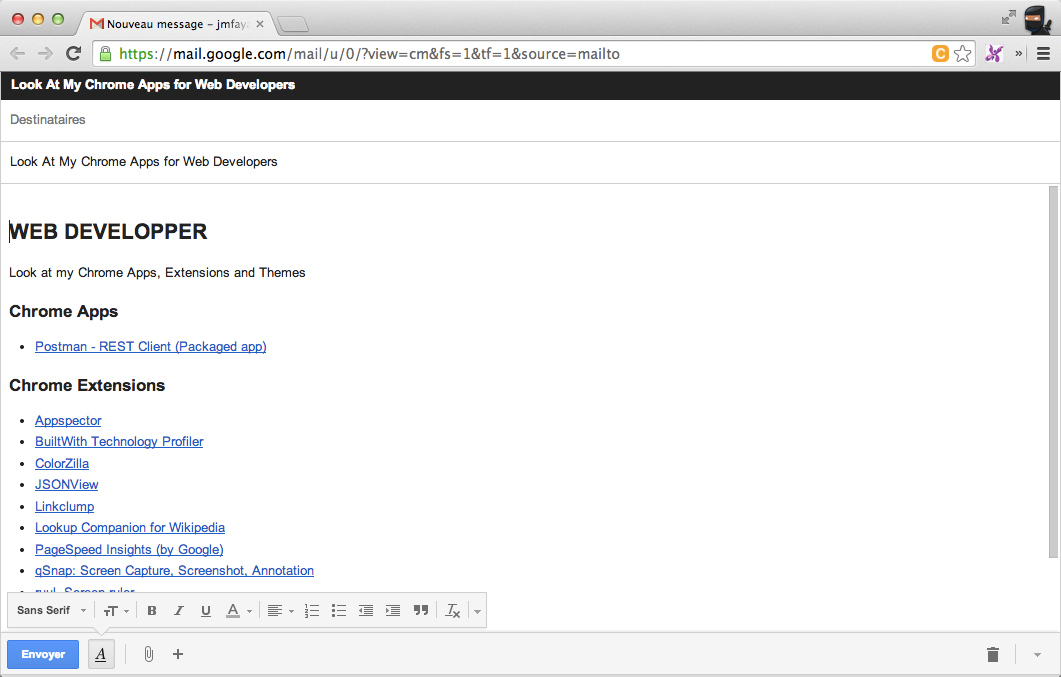 Nouveau message – jmfaya
https://mail.google.com/mail/u/0/?view=cm&fs=1&tf=1&source=mailto
C
»
Look At My Chrome Apps for Web Developers
Destinataires
Look At My Chrome Apps for Web Developers
WEB DEVELOPPER
Look at my Chrome Apps, Extensions and Themes
Chrome Apps
• Postman - REST Client (Packaged app)
Chrome Extensions
• Appspector
• BuiltWith Technology Profiler
• ColorZilla
• JSONView
• Linkclump
• Lookup Companion for Wikipedia
• PageSpeed Insights (by Google)
• qSnap: Screen Capture, Screenshot, Annotation
Sans Serif TT B I U A
Envoyer A